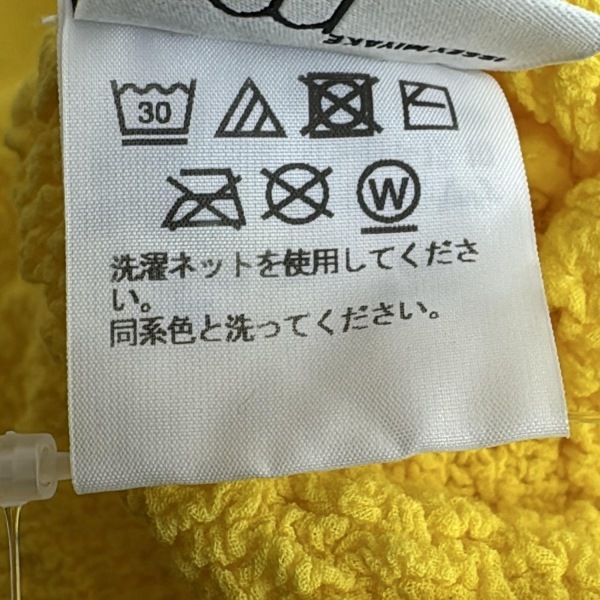 ISSEY MIYAKE
30
W
洗濯ネットを使用してくださ
い。
同系色と洗ってください。